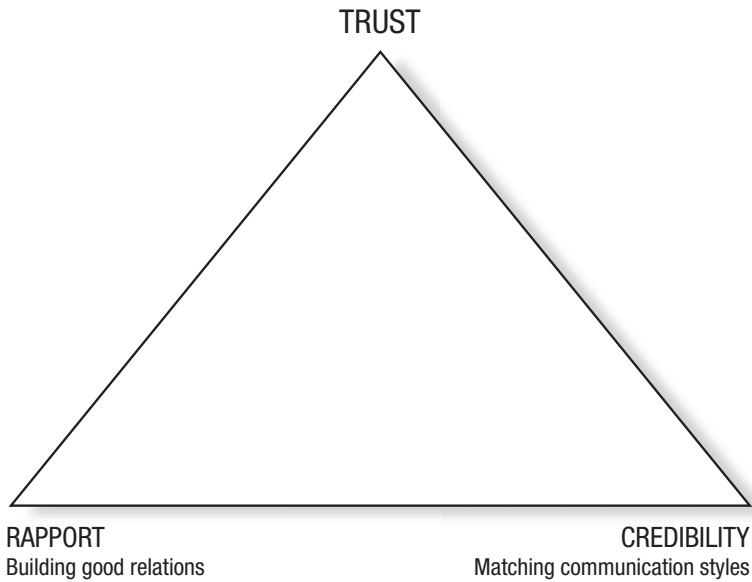 TRUST
RAPPORT
Building good relations
CREDIBILITY
Matching communication styles